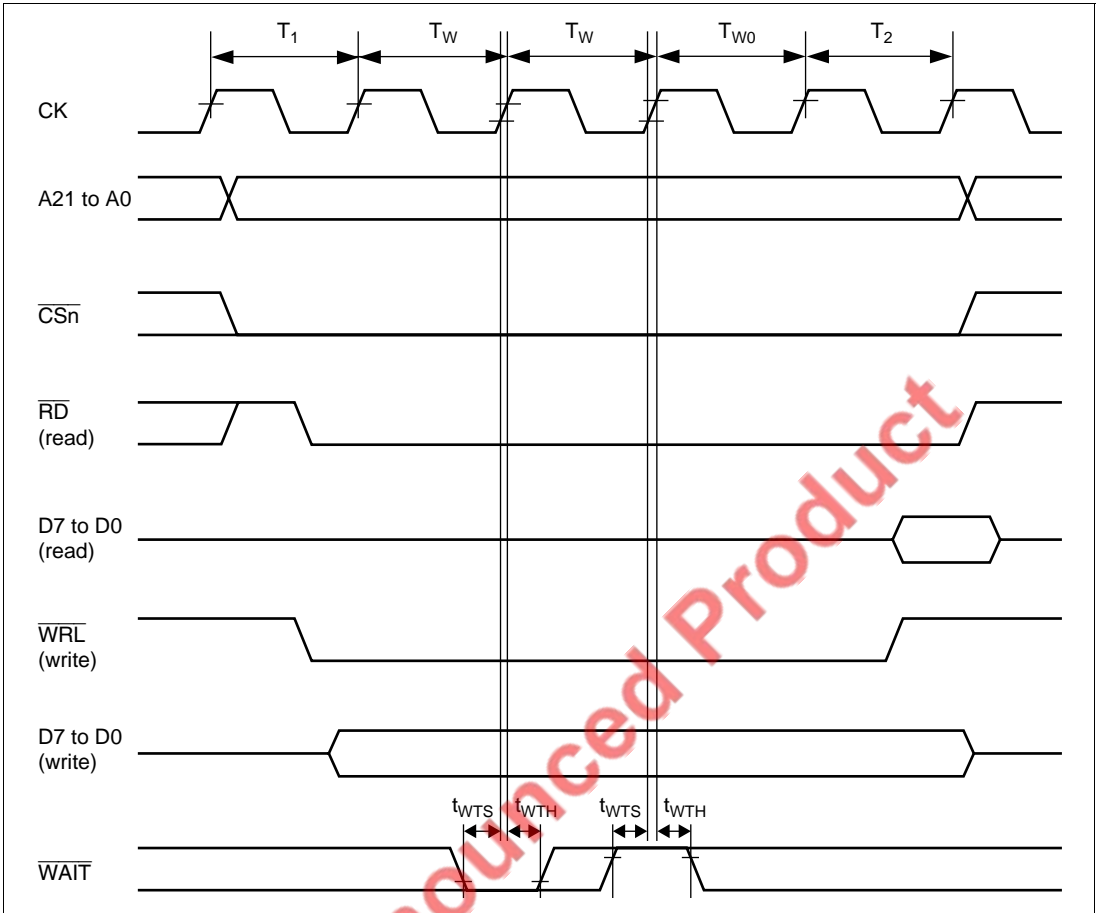 T1 TW TW TW0 T2
CK
A21 to A0
CSn
RD
(read)
D7 to D0
(read)
WRL
(write)
D7 to D0
(write)
tWTS tWTH tWTS tWTH
WAIT
ounced Product